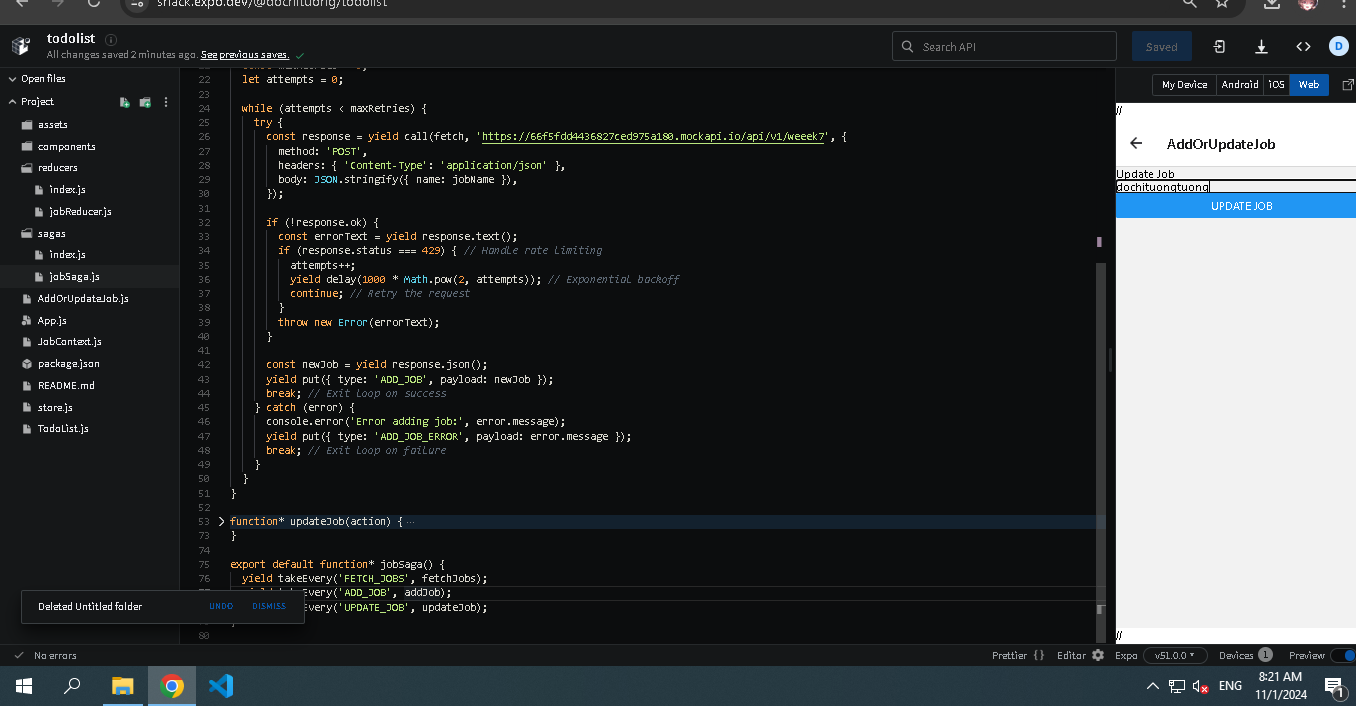 snack.expo.dev/@dochituong/todolist
todolist
All changes saved 2 minutes ago. See previous saves.
Search API
Saved
D
Open files
Project
assets
components
reducers
index.js
jobReducer.js
sagas
index.js
jobSaga.js
AddOrUpdateJob.js
App.js
JobContext.js
package.json
README.md
store.js
TodoList.js
22 let attempts = 0;
23
24 while (attempts < maxRetries) {
25 try {
26 const response = yield call(fetch, 'https://66f5fdd4436827ced975a180.mockapi.io/api/v1/weeek7', {
27 method: 'POST',
28 headers: { 'Content-Type': 'application/json' },
29 body: JSON.stringify({ name: jobName }),
30 });
31
32 if (!response.ok) {
33 const errorText = yield response.text();
34 if (response.status === 429) { // Handle rate limiting
35 attempts++;
36 yield delay(1000 * Math.pow(2, attempts)); // Exponential backoff
37 continue; // Retry the request
38 }
39 throw new Error(errorText);
40 }
41
42 const newJob = yield response.json();
43 yield put({ type: 'ADD_JOB', payload: newJob });
44 break; // Exit loop on success
45 } catch (error) {
46 console.error('Error adding job:', error.message);
47 yield put({ type: 'ADD_JOB_ERROR', payload: error.message });
48 break; // Exit loop on failure
49 }
50 }
51 }
52
53 function* updateJob(action) { ...
73 }
74
75 export default function* jobSaga() {
76 yield takeEvery('FETCH_JOBS', fetchJobs);
Every('ADD_JOB', addJob);
Every('UPDATE_JOB', updateJob);
80
Deleted Untitled folder UNDO DISMISS
My Device Android iOS Web
//
AddOrUpdateJob
Update Job
dochituongtuong
UPDATE JOB
//
No errors
Prettier {} Editor Expo v51.0.0 Devices 1 Preview
ENG
8:21 AM
11/1/2024
1